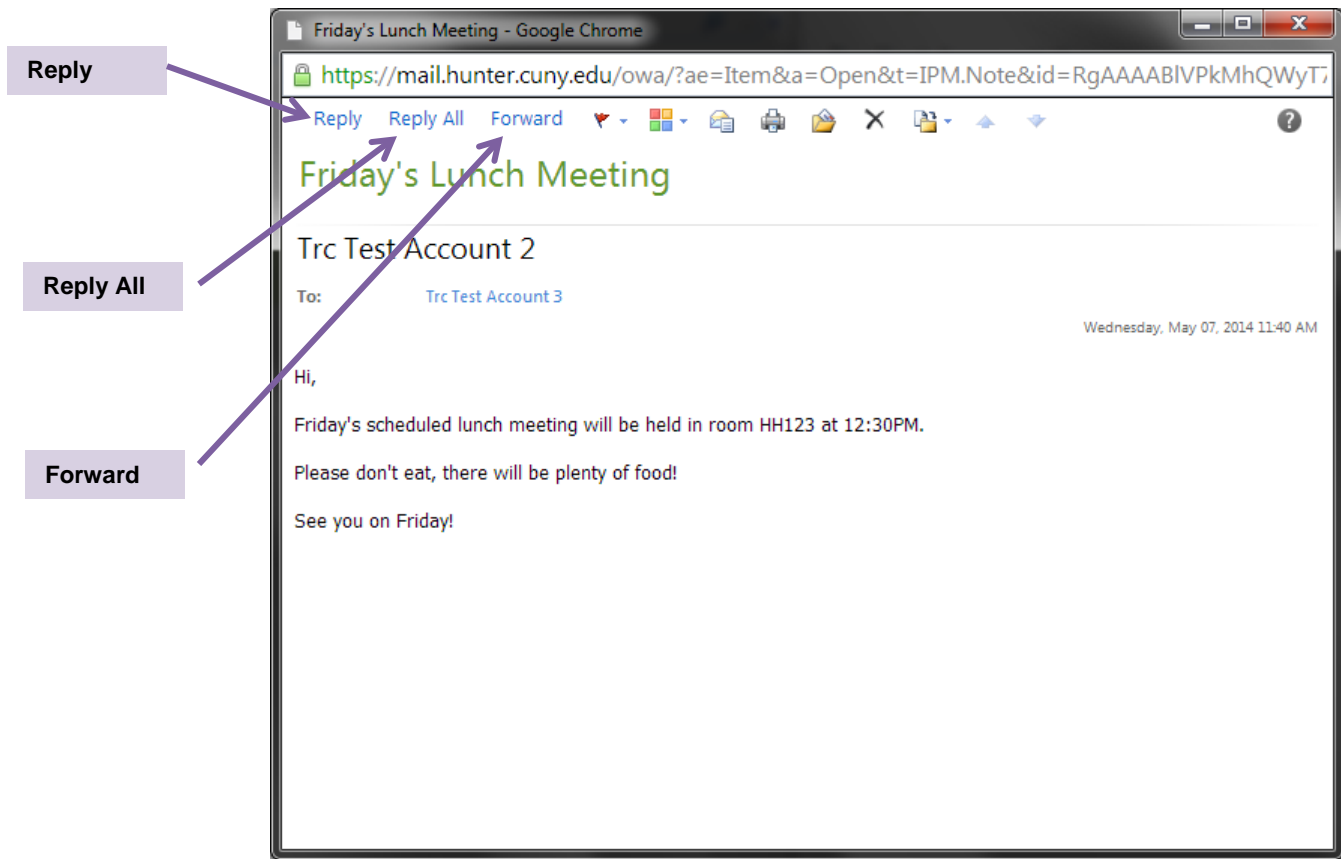 Friday's Lunch Meeting - Google Chrome
Reply
https://mail.hunter.cuny.edu/owa/?ae=Item&a=Open&t=IPM.Note&id=RgAAAABlVPkMhQWyT7
Reply Reply All Forward
Friday's Lunch Meeting
Trc Test Account 2
Reply All
To: Trc Test Account 3
Wednesday, May 07, 2014 11:40 AM
Hi,
Friday's scheduled lunch meeting will be held in room HH123 at 12:30PM.
Forward
Please don't eat, there will be plenty of food!
See you on Friday!